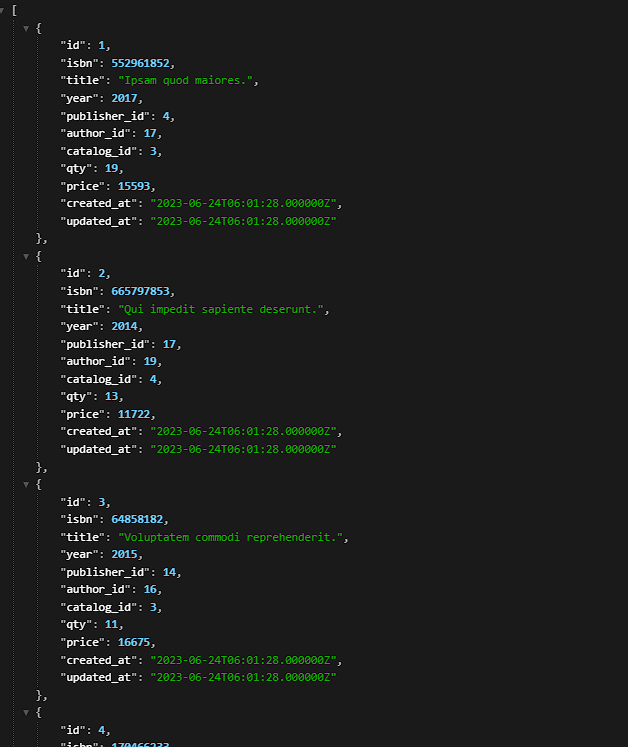 [
{
"id": 1,
"isbn": 552961852,
"title": "Ipsam quod maiores.",
"year": 2017,
"publisher_id": 4,
"author_id": 17,
"catalog_id": 3,
"qty": 19,
"price": 15593,
"created_at": "2023-06-24T06:01:28.000000Z",
"updated_at": "2023-06-24T06:01:28.000000Z"
},
{
"id": 2,
"isbn": 665797853,
"title": "Qui impedit sapiente deserunt.",
"year": 2014,
"publisher_id": 17,
"author_id": 19,
"catalog_id": 4,
"qty": 13,
"price": 11722,
"created_at": "2023-06-24T06:01:28.000000Z",
"updated_at": "2023-06-24T06:01:28.000000Z"
},
{
"id": 3,
"isbn": 64858182,
"title": "Voluptatem commodi reprehenderit.",
"year": 2015,
"publisher_id": 14,
"author_id": 16,
"catalog_id": 3,
"qty": 11,
"price": 16675,
"created_at": "2023-06-24T06:01:28.000000Z",
"updated_at": "2023-06-24T06:01:28.000000Z"
},
{
"id": 4,
"isbn": 170466233